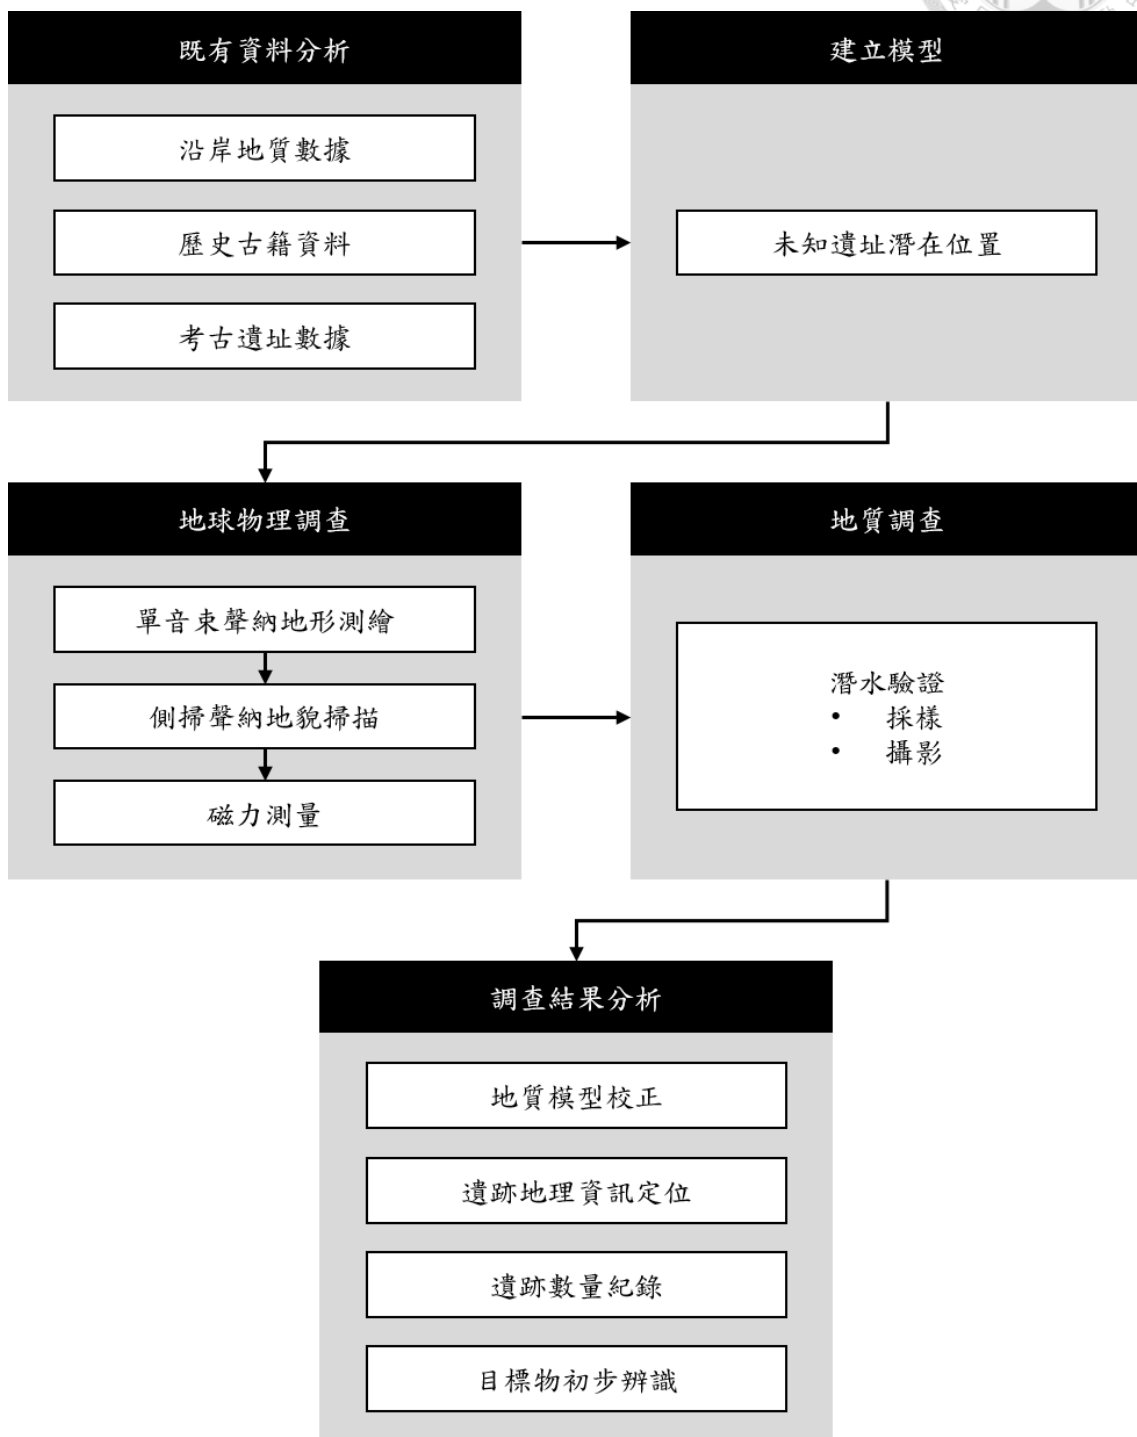 既有資料分析
沿岸地質數據
歷史古籍資料
考古遺址數據
建立模型
未知遺址潛在位置
地球物理調查
單音束聲納地形測繪
側掃聲納地貌掃描
磁力測量
地質調查
潛水驗證
• 採樣
• 攝影
調查結果分析
地質模型校正
遺跡地理資訊定位
遺跡數量紀錄
目標物初步辨識